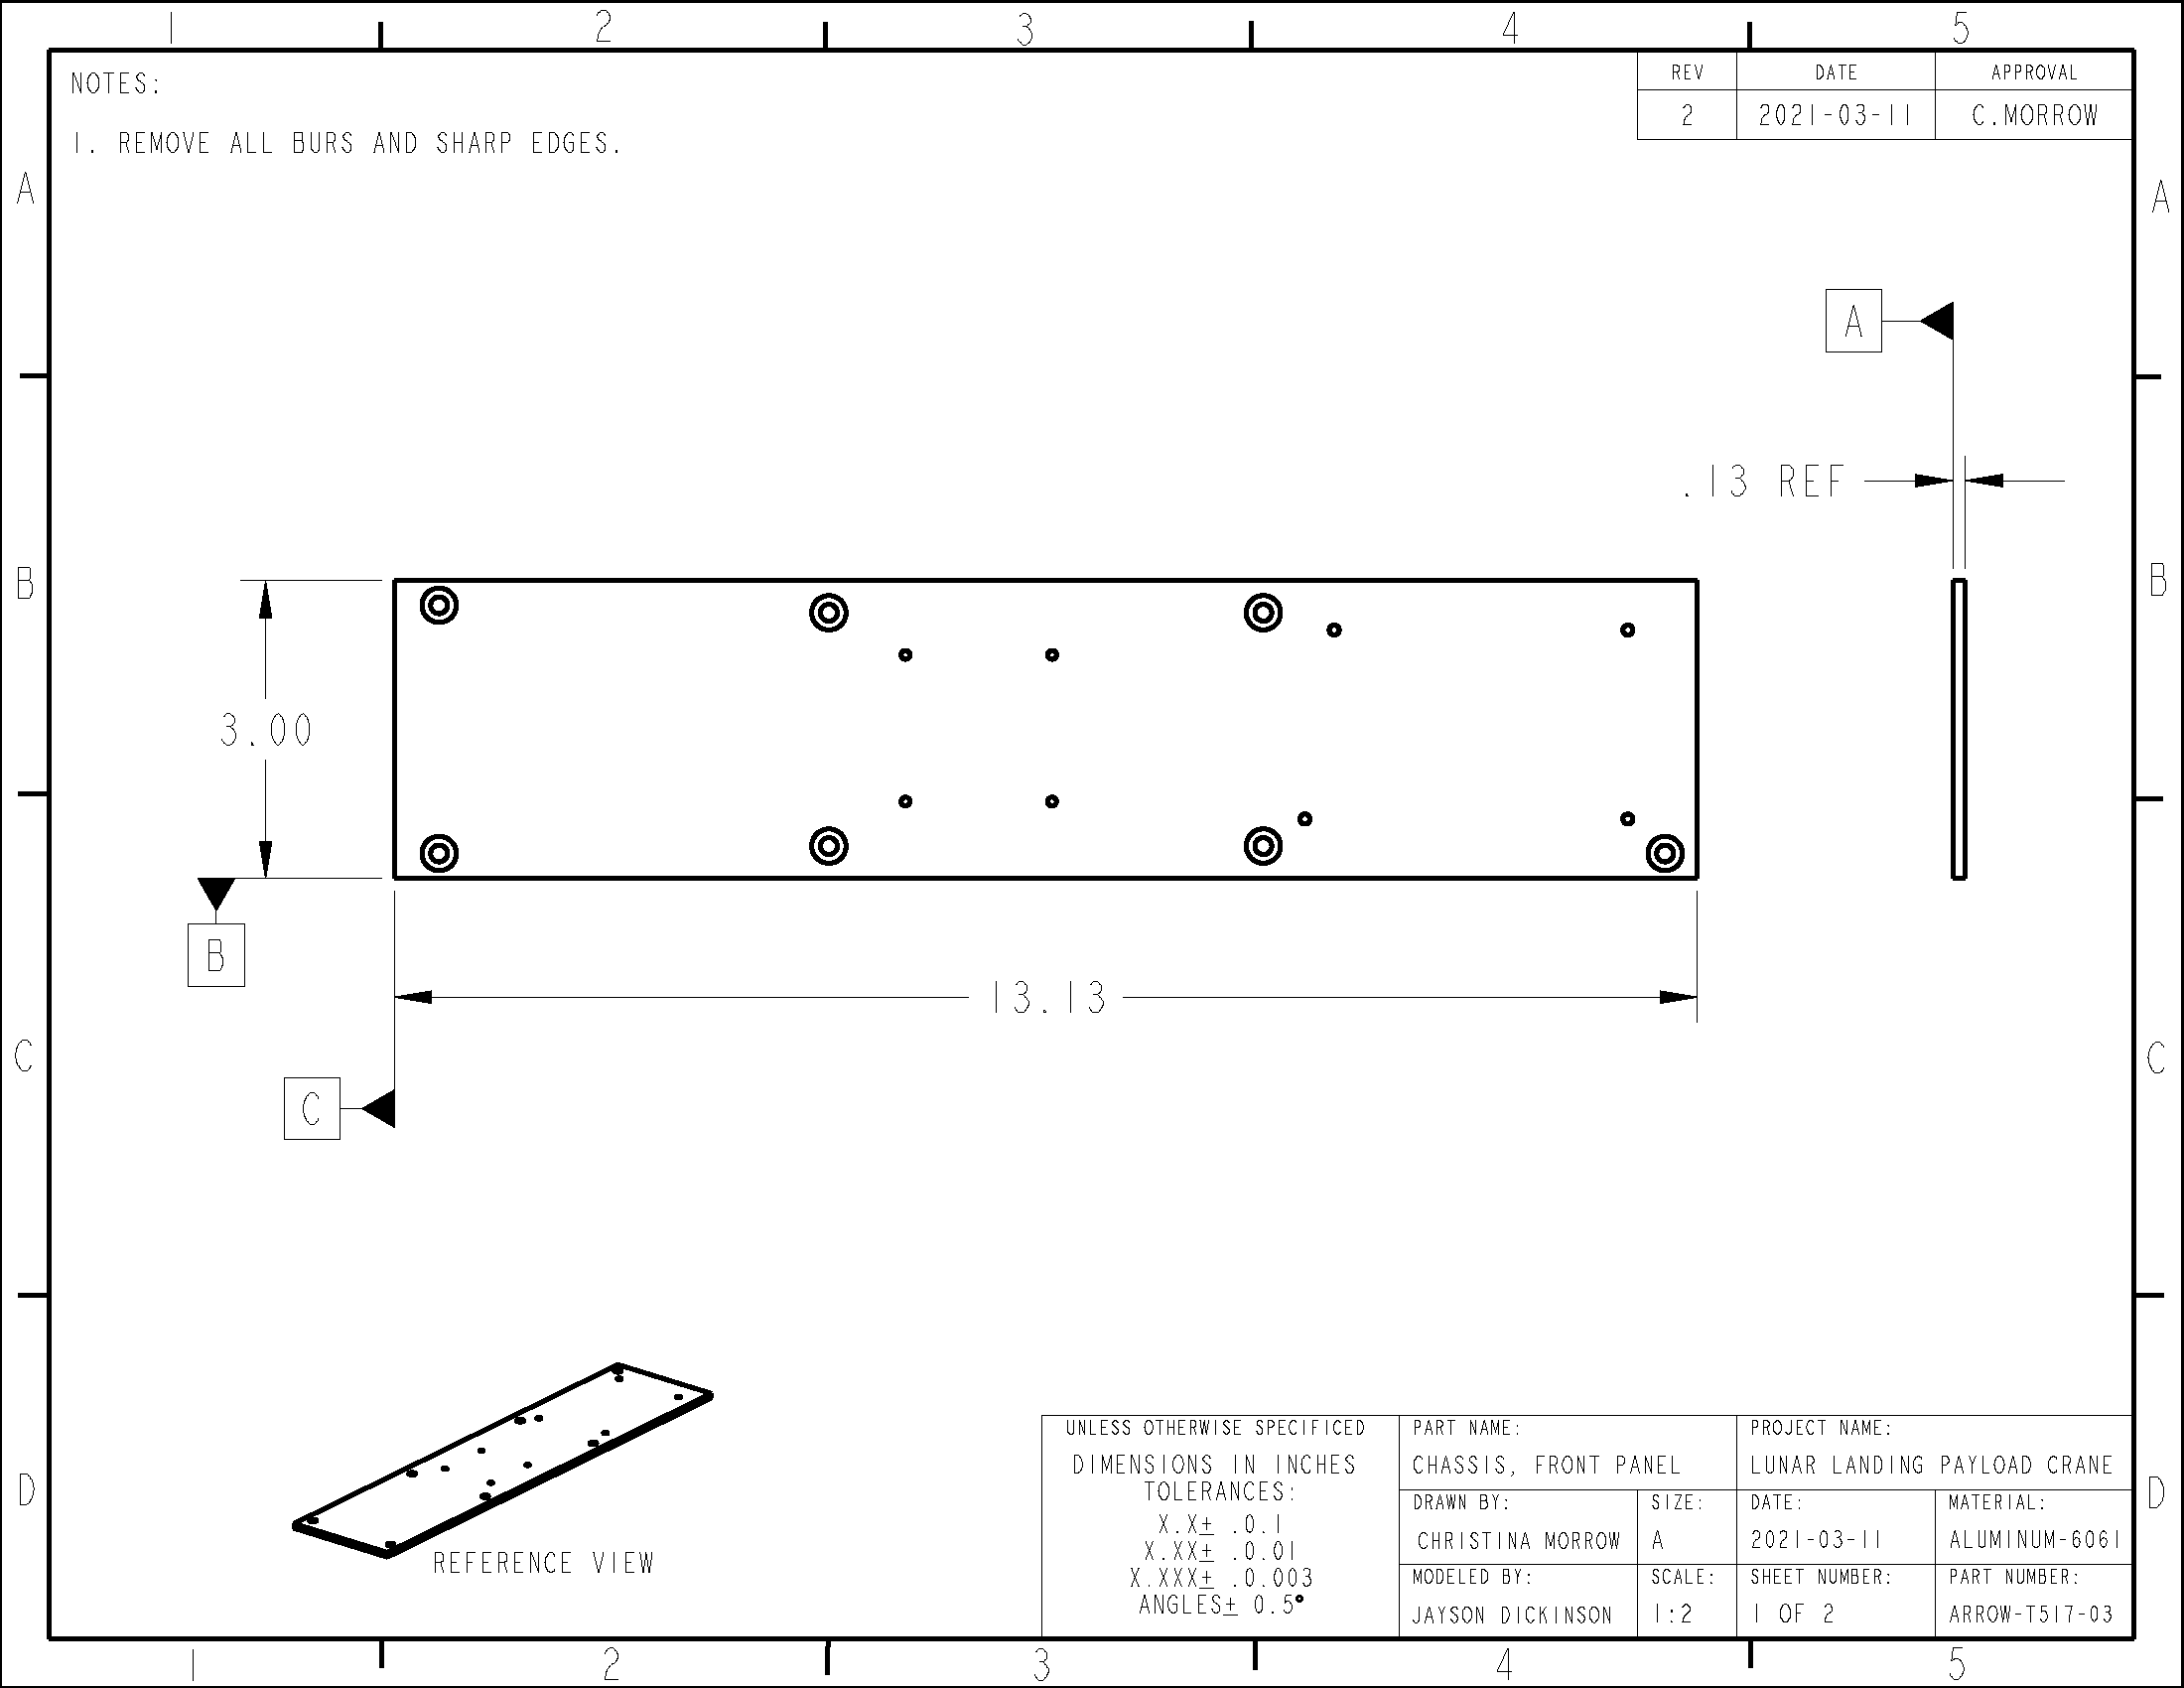 1 2 3 4 5
NOTES:
1. REMOVE ALL BURS AND SHARP EDGES.
REV DATE APPROVAL
2 2021-03-11 C.MORROW
A A
A
.13 REF
B B
3.00
B
13.13
C C
C
REFERENCE VIEW
D D
UNLESS OTHERWISE SPECIFICED
DIMENSIONS IN INCHES
TOLERANCES:
X.X± .0.1
X.XX± .0.01
X.XXX± .0.003
ANGLES± 0.5°
PART NAME:
CHASSIS, FRONT PANEL
PROJECT NAME:
LUNAR LANDING PAYLOAD CRANE
DRAWN BY:
CHRISTINA MORROW
SIZE:
A
DATE:
2021-03-11
MATERIAL:
ALUMINUM-6061
MODELED BY:
JAYSON DICKINSON
SCALE:
1:2
SHEET NUMBER:
1 OF 2
PART NUMBER:
ARROW-T517-03
1 2 3 4 5